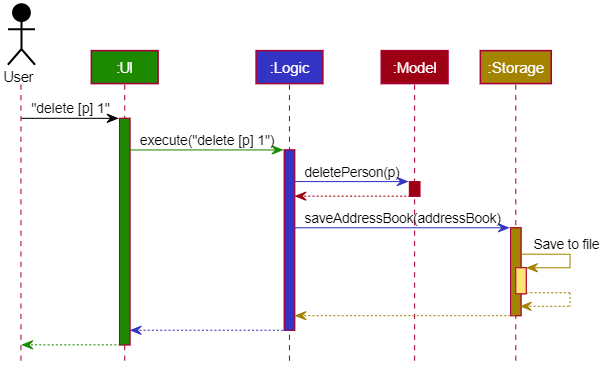 User
:UI
:Logic
:Model
:Storage
"delete [p] 1"
execute("delete [p] 1")
deletePerson(p)
saveAddressBook(addressBook)
Save to file